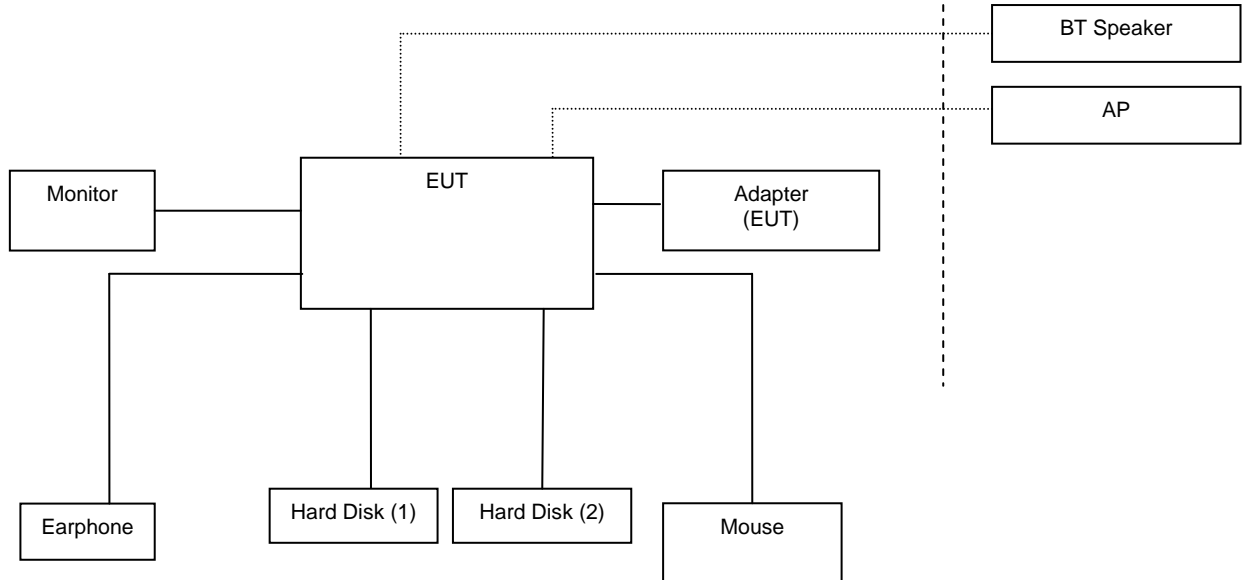 BT Speaker
AP
EUT
Monitor
Adapter
(EUT)
Earphone
Hard Disk (1)
Hard Disk (2)
Mouse